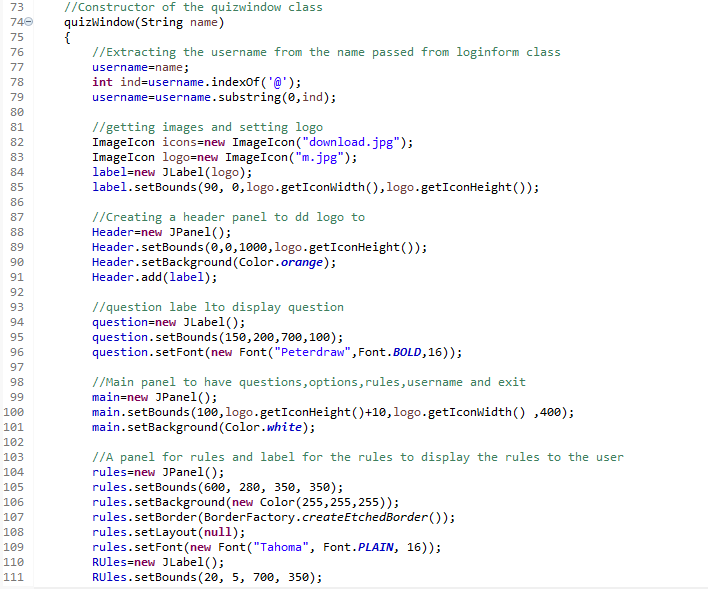 73 //Constructor of the quizwindow class
74 quizWindow(String name)
75 {
76 //Extracting the username from the name passed from loginform class
77 username=name;
78 int ind=username.indexOf('@');
79 username=username.substring(0,ind);
80
81 //getting images and setting logo
82 ImageIcon icons=new ImageIcon("download.jpg");
83 ImageIcon logo=new ImageIcon("m.jpg");
84 label=new JLabel(logo);
85 label.setBounds(90, 0,logo.getIconWidth(),logo.getIconHeight());
86
87 //Creating a header panel to dd logo to
88 Header=new JPanel();
89 Header.setBounds(0,0,1000,logo.getIconHeight());
90 Header.setBackground(Color.orange);
91 Header.add(label);
92
93 //question labe lto display question
94 question=new JLabel();
95 question.setBounds(150,200,700,100);
96 question.setFont(new Font("Peterdraw",Font.BOLD,16));
97
98 //Main panel to have questions,options,rules,username and exit
99 main=new JPanel();
100 main.setBounds(100,logo.getIconHeight()+10,logo.getIconWidth() ,400);
101 main.setBackground(Color.white);
102
103 //A panel for rules and label for the rules to display the rules to the user
104 rules=new JPanel();
105 rules.setBounds(600, 280, 350, 350);
106 rules.setBackground(new Color(255,255,255));
107 rules.setBorder(BorderFactory.createEtchedBorder());
108 rules.setLayout(null);
109 rules.setFont(new Font("Tahoma", Font.PLAIN, 16));
110 RUles=new JLabel();
111 RUles.setBounds(20, 5, 700, 350);